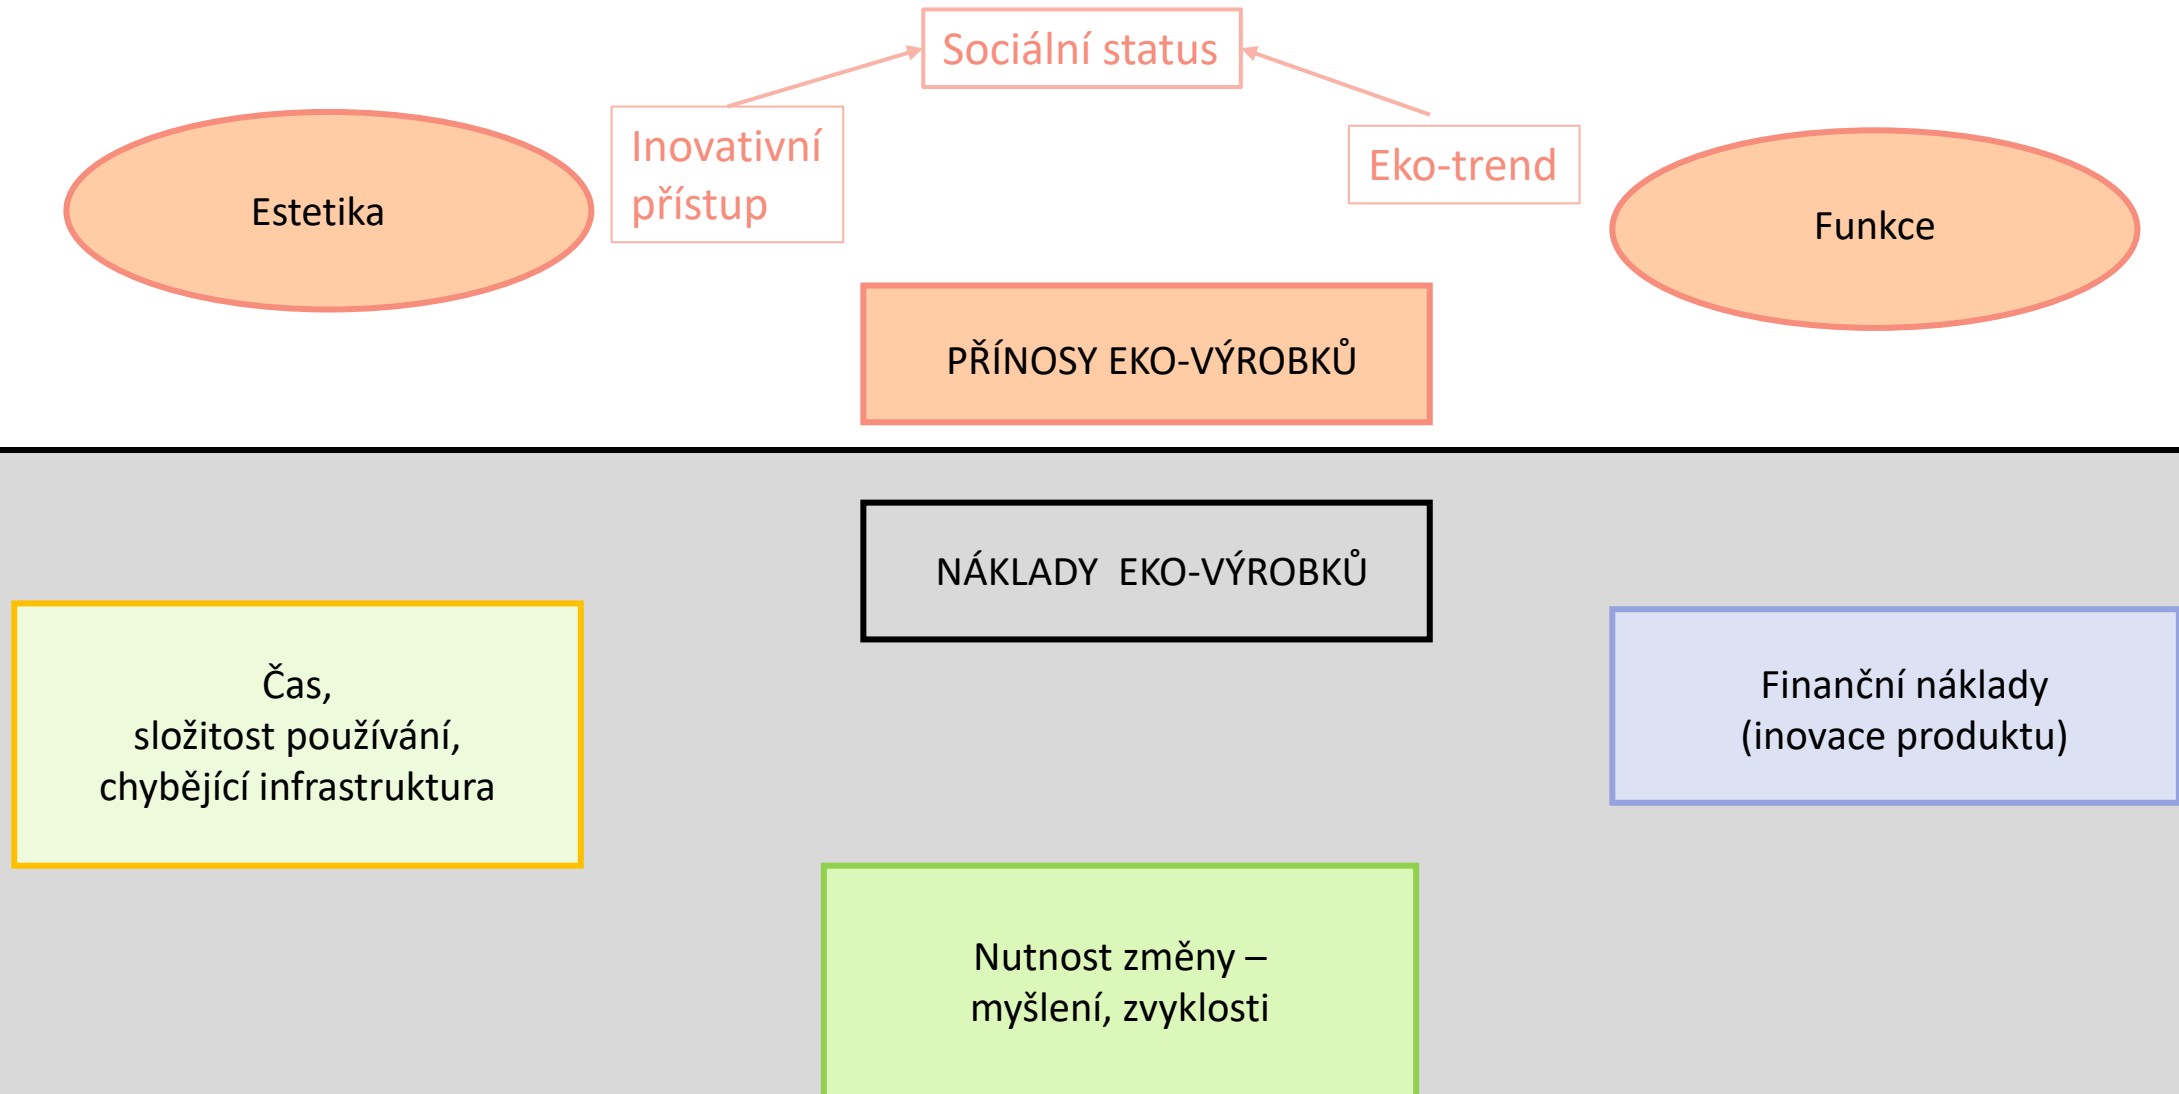 Sociální status
Inovativní
přístup
Eko-trend
Estetika
Funkce
PŘÍNOSY EKO-VÝROBKŮ
NÁKLADY  EKO-VÝROBKŮ
Čas,
složitost používání,
chybějící infrastruktura
Finanční náklady
(inovace produktu)
Nutnost změny –
myšlení, zvyklosti